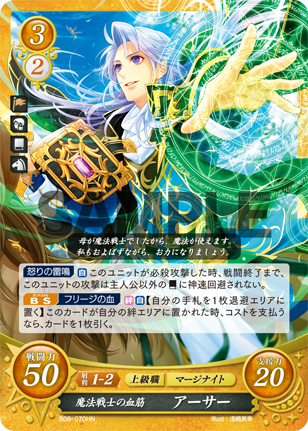 3
2
SAMPLE
母が魔法戦士でしたから、魔法が使えます。
私もおよばずながら、お力になりましょう。
怒りの雷鳴 自 このユニットが必殺攻撃した時、戦闘終了まで、
このユニットの攻撃は主人公以外の に神速回避されない。
BS フリージの血 絆 自 【自分の手札を1枚退避エリアに
置く】このカードが自分の絆エリアに置かれた時、コストを支払う
なら、カードを1枚引く。
戦闘力
50
射程 1-2 上級職 マージナイト
支援力
20
魔法戦士の血筋 アーサー
B08-070HN
Illust: